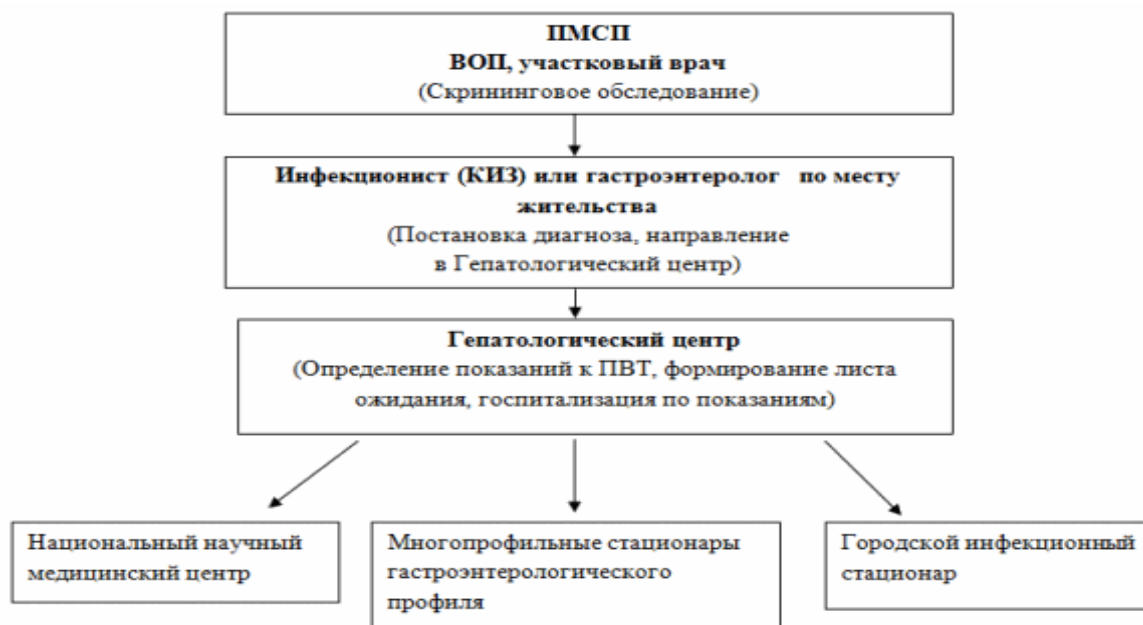 ПМСП
ВОП, участковый врач
(Скрининговое обследование)
Инфекционист (КИЗ) или гастроэнтеролог по месту
жительства
(Постановка диагноза, направление
в Гепатологический центр)
Гепатологический центр
(Определение показаний к ПВТ, формирование листа
ожидания, госпитализация по показаниям)
Национальный научный
медицинский центр
Многопрофильные стационары
гастроэнтерологического
профиля
Городской инфекционный
стационар